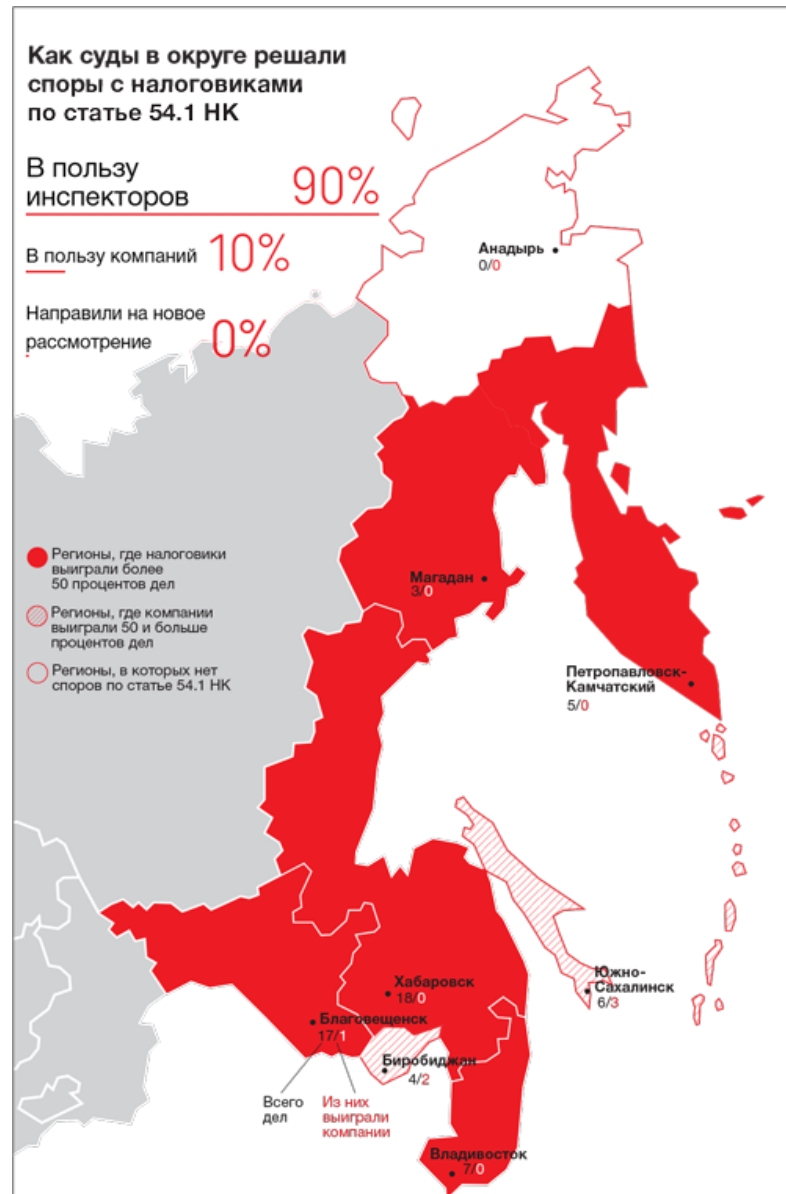 Как суды в округе решали
споры с налоговиками
по статье 54.1 НК
В пользу
инспекторов
90%
В пользу компаний
10%
Направили на новое
рассмотрение
0%
Анадырь
0/0
Регионы, где налоговики
выиграли более
50 процентов дел
Регионы, где компании
выиграли 50 и больше
процентов дел
Регионы, в которых нет
споров по статье 54.1 НК
Магадан
3/0
Петропавловск-
Камчатский
5/0
Хабаровск
18/0
Южно-
Сахалинск
6/3
Благовещенск
17/1
Биробиджан
4/2
Всего
дел
Из них
выиграли
компании
Владивосток
7/0